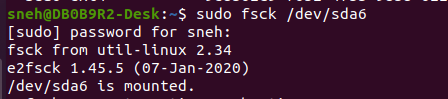 sneh@DB0B9R2-Desk:~$ sudo fsck /dev/sda6
[sudo] password for sneh:
fsck from util-linux 2.34
e2fsck 1.45.5 (07-Jan-2020)
/dev/sda6 is mounted.